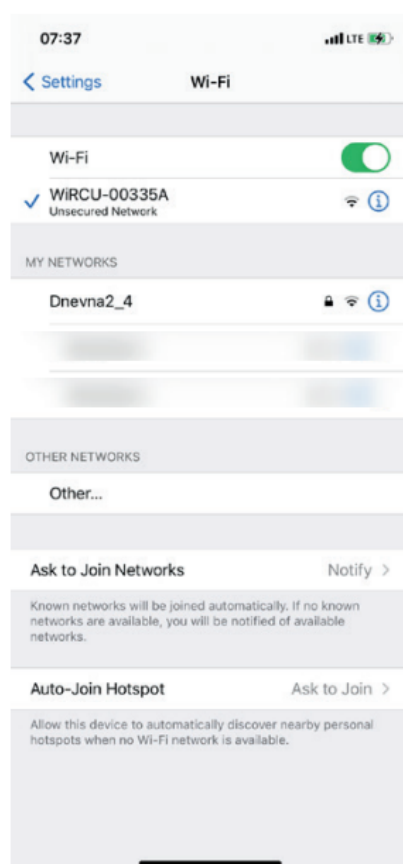 07:37 LTE
Settings Wi-Fi
Wi-Fi
WiRCU-00335A
Unsecured Network
MY NETWORKS
Dnevna2_4
OTHER NETWORKS
Other...
Ask to Join Networks Notify
Known networks will be joined automatically. If no known
networks are available, you will be notified of available
networks.
Auto-Join Hotspot Ask to Join
Allow this device to automatically discover nearby personal
hotspots when no Wi-Fi network is available.